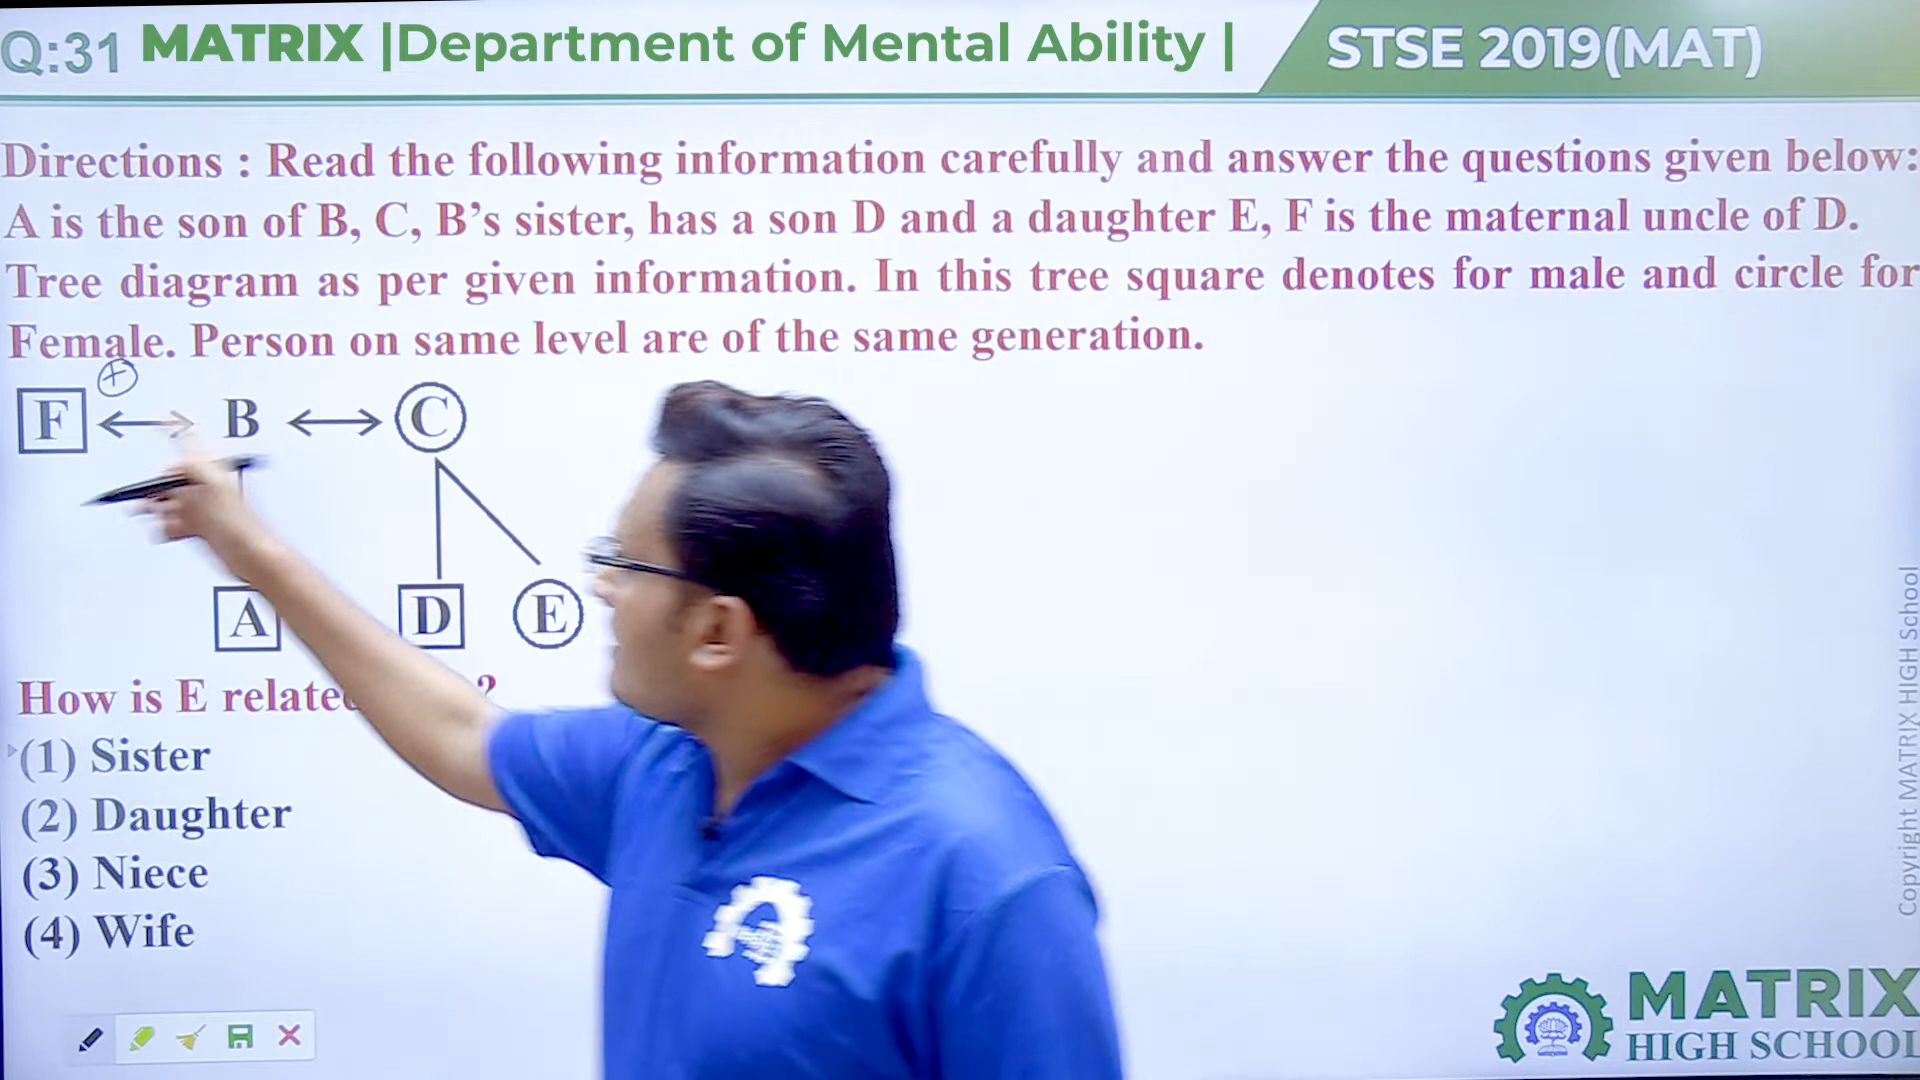 Q:31 MATRIX |Department of Mental Ability | STSE 2019(MAT)
Directions : Read the following information carefully and answer the questions given below:
A is the son of B, C, B's sister, has a son D and a daughter E, F is the maternal uncle of D.
Tree diagram as per given information. In this tree square denotes for male and circle for
Female. Person on same level are of the same generation.
+
F B C
A D E
How is E ?
(1) Sister
(2) Daughter
(3) Niece
(4) Wife
Copyright MATRIX HIGH School
MATRIX
HIGH SCHOOL